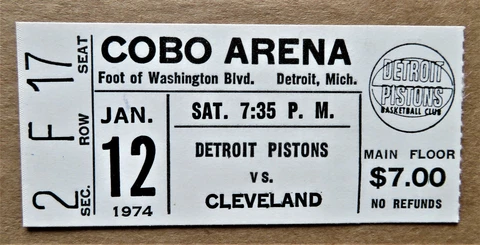 SEAT 17
ROW F
SEC. 2
COBO ARENA
Foot of Washington Blvd. Detroit, Mich.
JAN.
12
1974
SAT. 7:35 P. M.
DETROIT PISTONS
VS.
CLEVELAND
DETROIT
PISTONS
BASKETBALL CLUB
MAIN FLOOR
$7.00
NO REFUNDS